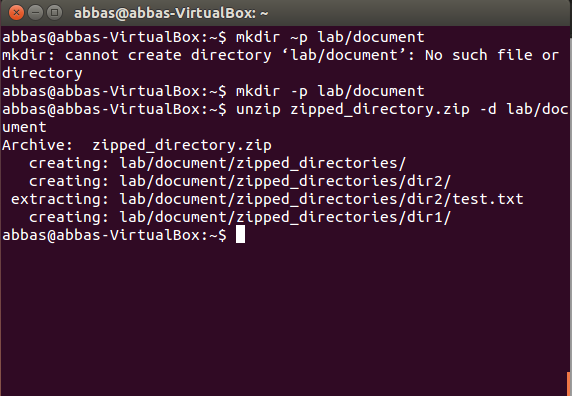 abbas@abbas-VirtualBox: ~
abbas@abbas-VirtualBox:~$ mkdir ~p lab/document
mkdir: cannot create directory ‘lab/document’: No such file or
directory
abbas@abbas-VirtualBox:~$ mkdir -p lab/document
abbas@abbas-VirtualBox:~$ unzip zipped_directory.zip -d lab/doc
ument
Archive:  zipped_directory.zip
   creating: lab/document/zipped_directories/
   creating: lab/document/zipped_directories/dir2/
 extracting: lab/document/zipped_directories/dir2/test.txt
   creating: lab/document/zipped_directories/dir1/
abbas@abbas-VirtualBox:~$